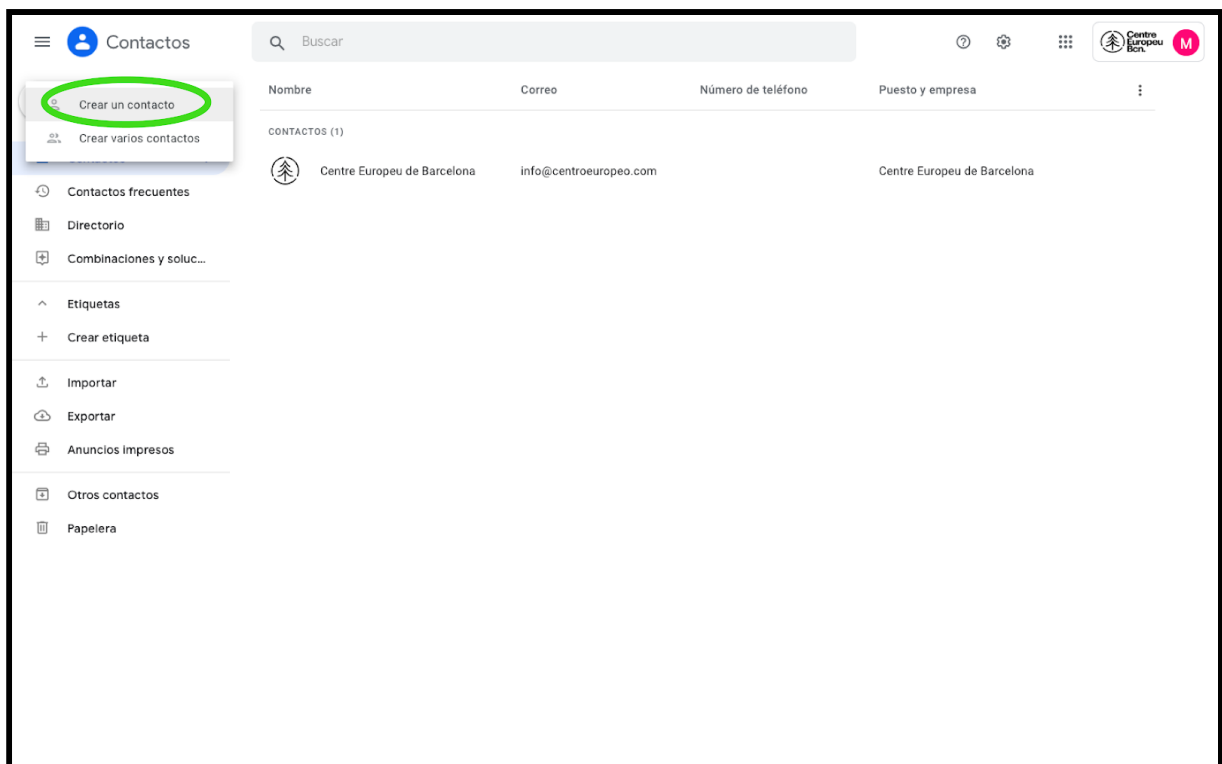 Contactos
Buscar
Centre
Europeu
Bcn.
M
Crear un contacto
Crear varios contactos
Contactos
Contactos frecuentes
Directorio
Combinaciones y soluc...
Etiquetas
Crear etiqueta
Importar
Exportar
Anuncios impresos
Otros contactos
Papelera
Nombre Correo Número de teléfono Puesto y empresa
CONTACTOS (1)
Centre Europeu de Barcelona info@centroeuropeo.com Centre Europeu de Barcelona